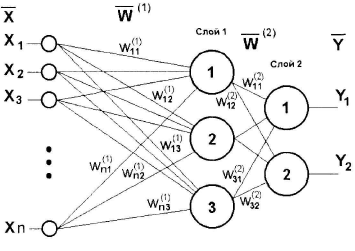 X̅ W̅⁽¹⁾ Слой 1 W̅⁽²⁾ Y̅
Слой 2
X₁
X₂
X₃
Xn
W₁₁⁽¹⁾
W₁₂⁽¹⁾
W₁₃⁽¹⁾
Wn₁⁽¹⁾
Wn₂⁽¹⁾
Wn₃⁽¹⁾
1
2
3
W₁₁⁽²⁾
W₁₂⁽²⁾
W₃₁⁽²⁾
W₃₂⁽²⁾
1
2
Y₁
Y₂